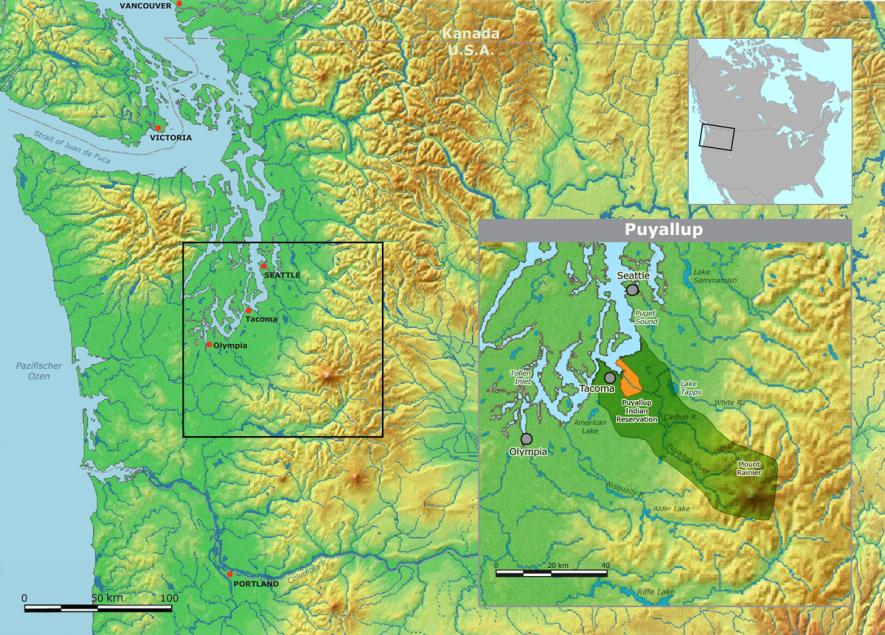 VANCOUVER
Kanada
U.S.A.
VICTORIA
Strait of Juan de Fuca
SEATTLE
Tacoma
Olympia
Pazifischer
Ozen
PORTLAND
Columbia R.
0
50 km
100
Puyallup
Seattle
Lake
Sammamish
Puget
Sound
Tollen
Inlet
Tacoma
Lake
Tapps
Puyallup
Indian
Reservation
White R.
Carbon R.
American
Lake
Puyallup River
Olympia
Mount
Rainier
Nisqually R.
Alder Lake
0
20 km
40
Riffe Lake